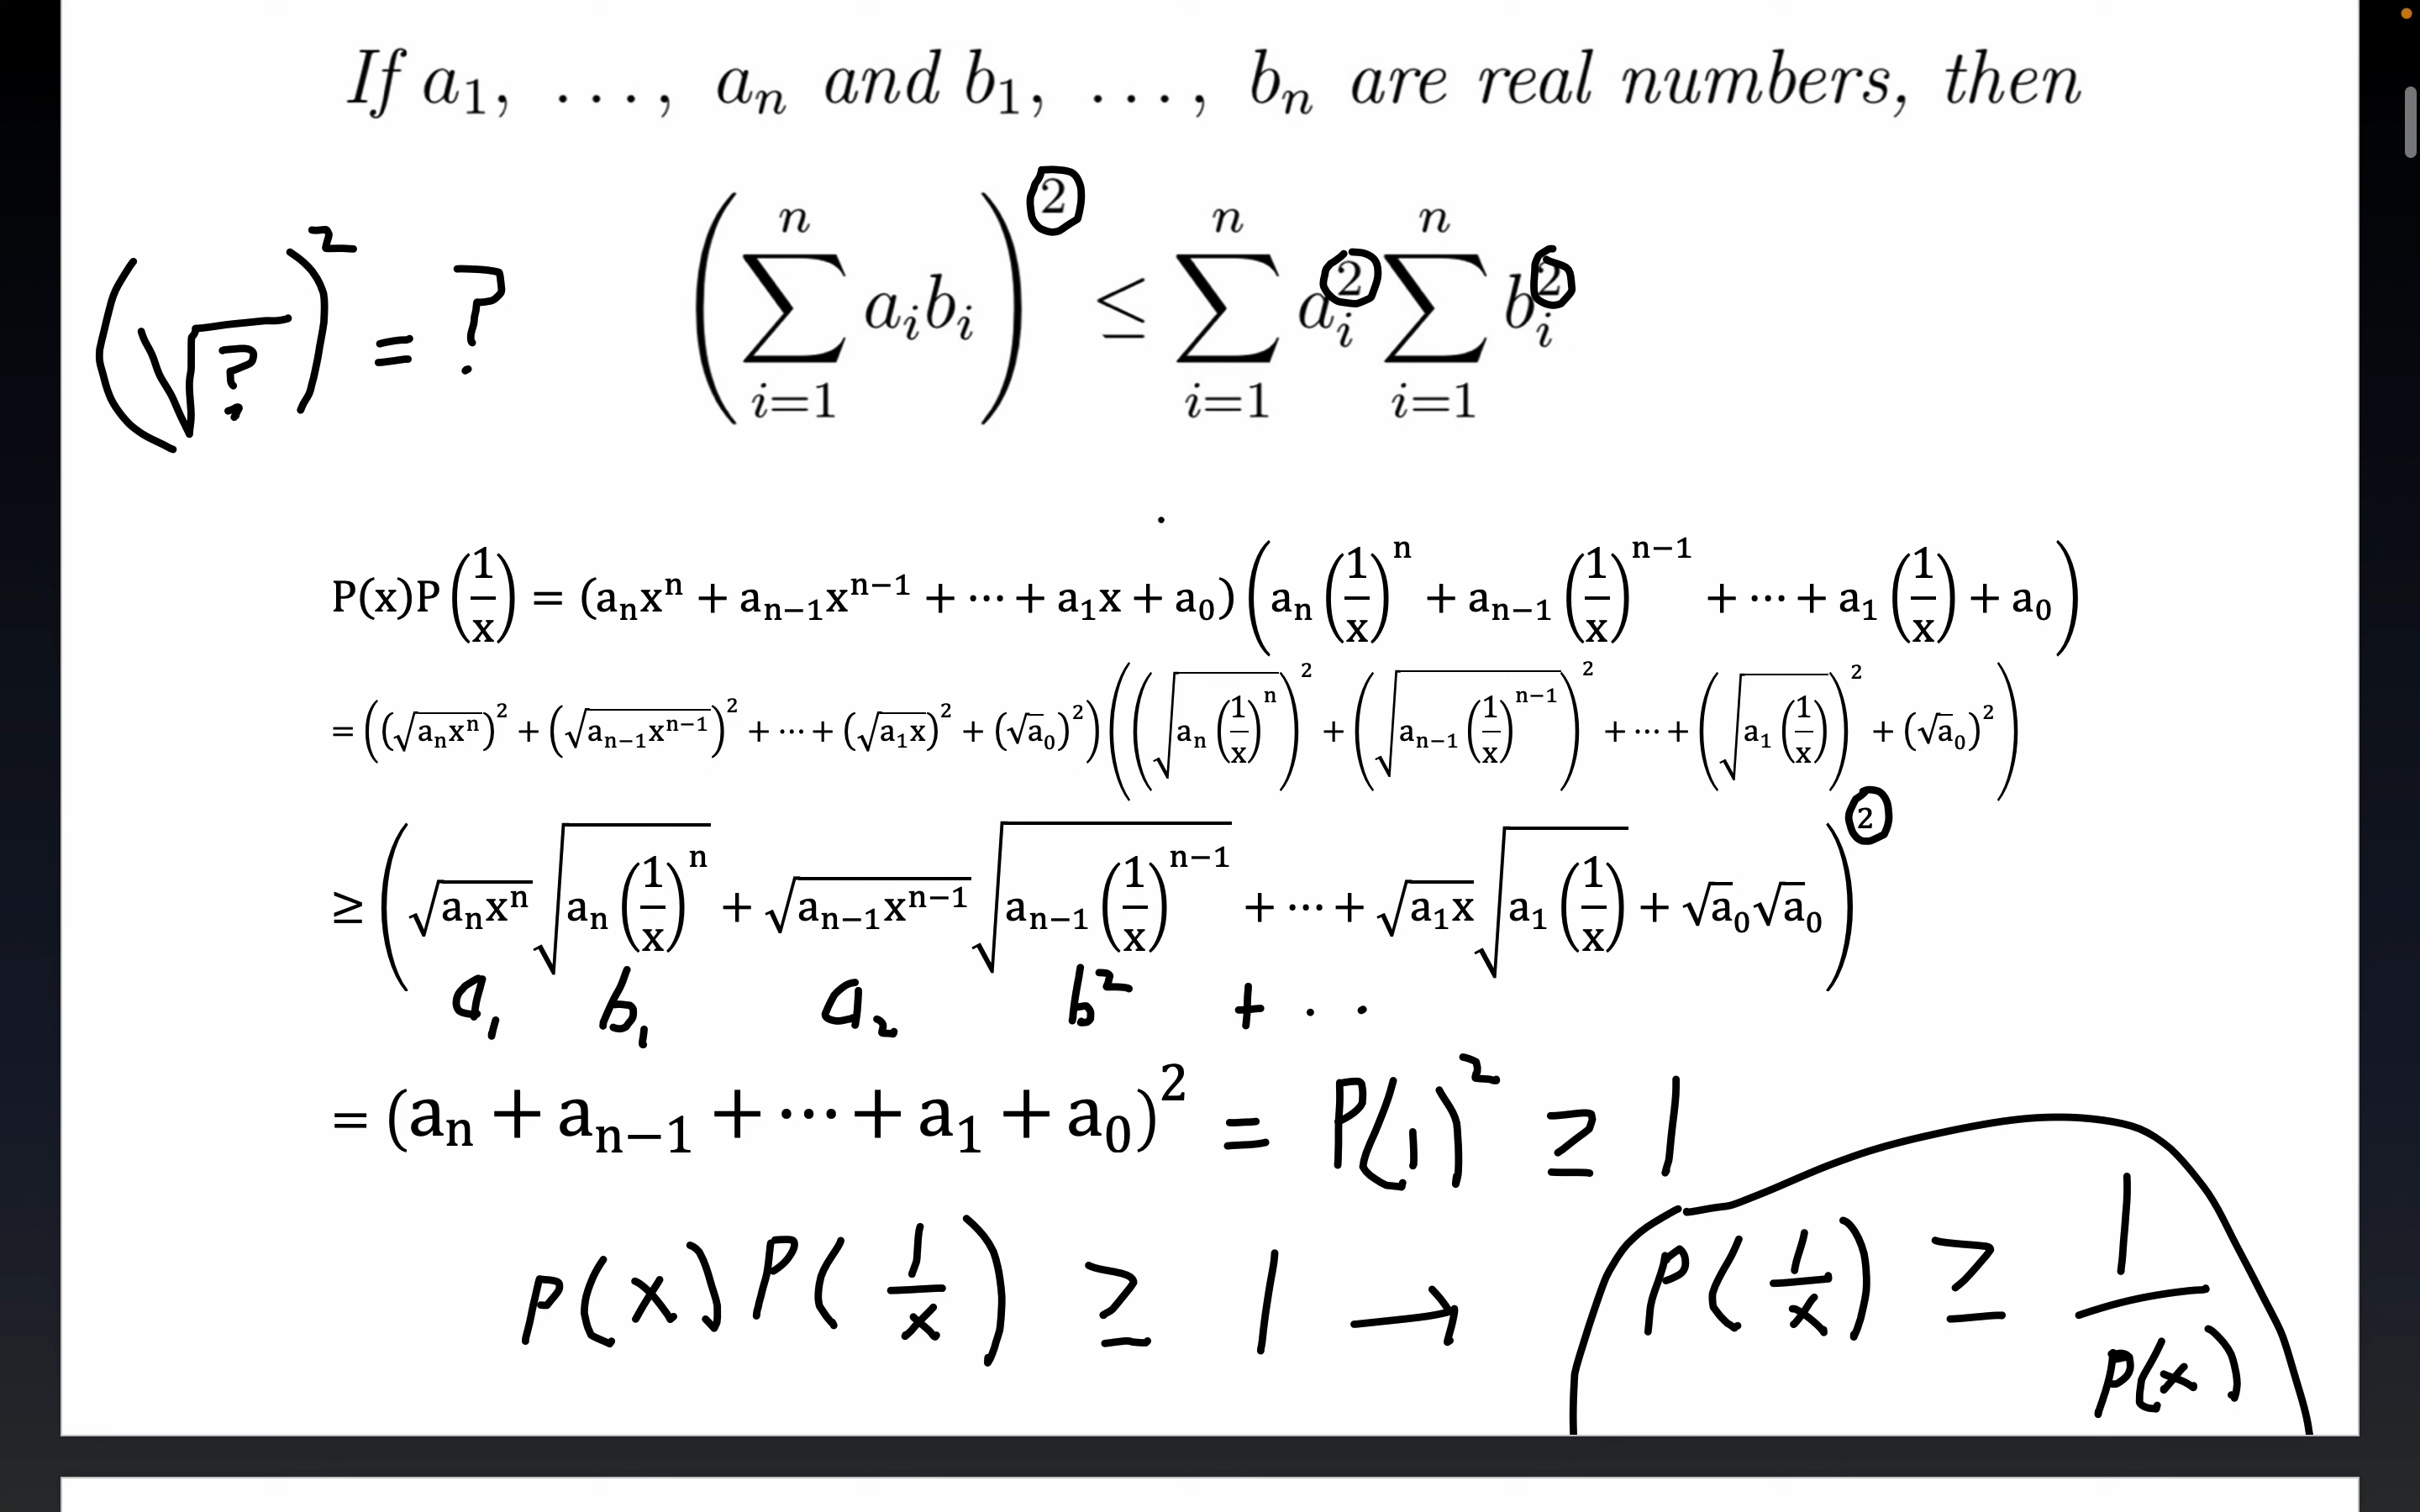 If a₁, ..., aₙ and b₁, ..., bₙ are real numbers, then
(√?)² = ?
(∑ᵢ₌₁ⁿ aᵢbᵢ)² ≤ ∑ᵢ₌₁ⁿ aᵢ² ∑ᵢ₌₁ⁿ bᵢ²
P(x)P(1/x) = (aₙxⁿ + aₙ₋₁xⁿ⁻¹ + ⋯ + a₁x + a₀)(aₙ(1/x)ⁿ + aₙ₋₁(1/x)ⁿ⁻¹ + ⋯ + a₁(1/x) + a₀)
= ((√(aₙxⁿ))² + (√(aₙ₋₁xⁿ⁻¹))² + ⋯ + (√(a₁x))² + (√a₀)²)((√(aₙ(1/x)ⁿ))² + (√(aₙ₋₁(1/x)ⁿ⁻¹))² + ⋯ + (√(a₁(1/x)))² + (√a₀)²)
≥ (√(aₙxⁿ) √(aₙ(1/x)ⁿ) + √(aₙ₋₁xⁿ⁻¹) √(aₙ₋₁(1/x)ⁿ⁻¹) + ⋯ + √(a₁x) √(a₁(1/x)) + √a₀√a₀)²
a₁ b₁ a₂ b² + . .
= (aₙ + aₙ₋₁ + ⋯ + a₁ + a₀)² = P(1)² ≥ 1
P(x)P(1/x) ≥ 1 → P(1/x) ≥ 1/P(x)